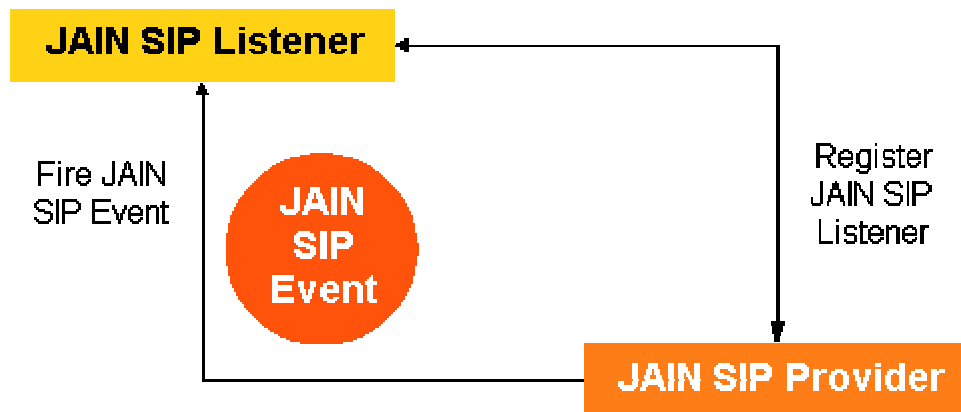 JAIN SIP Listener
Fire JAIN
SIP Event
JAIN
SIP
Event
Register
JAIN SIP
Listener
JAIN SIP Provider